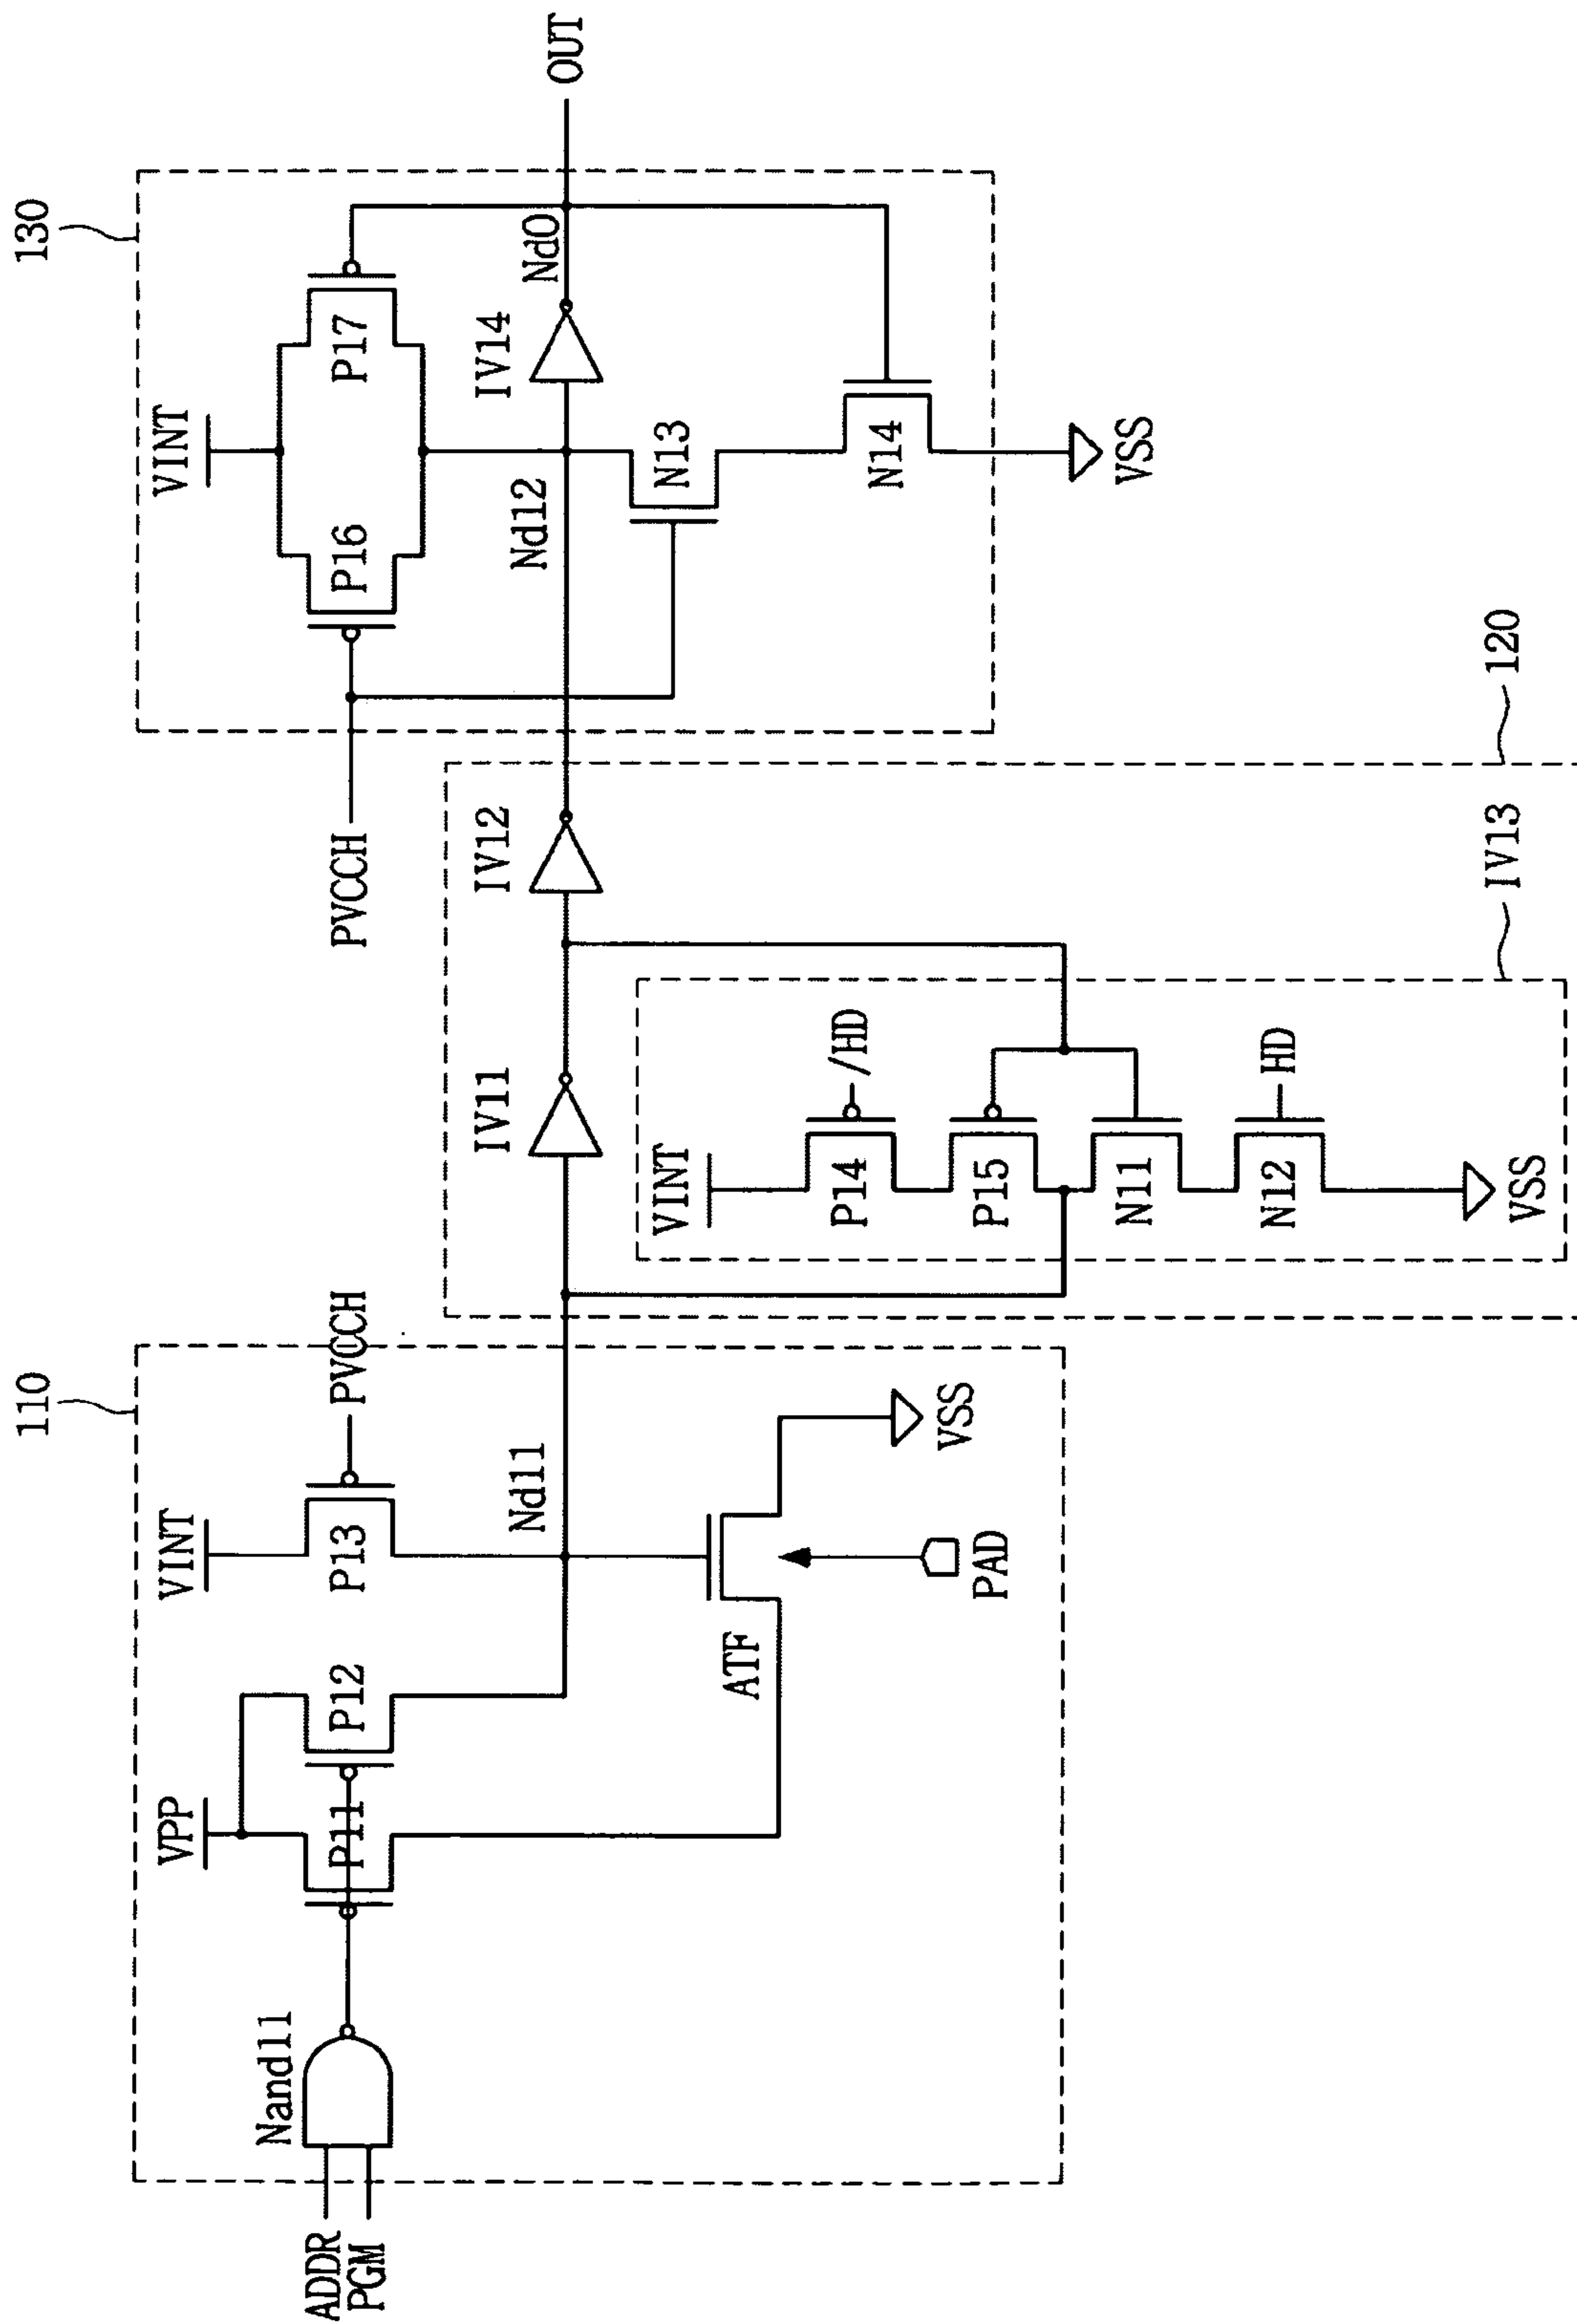 110
ADDR
PGM
Nand11
VPP
P11
P12
VINT
P13
PVCCH
Nd11
ATF
PAD
VSS
IV11
IV12
VINT
P14
/HD
P15
N11
N12
HD
VSS
IV13
120
PVCCH
130
VINT
P16
P17
Nd12
IV14
NdO
OUT
N13
N14
VSS